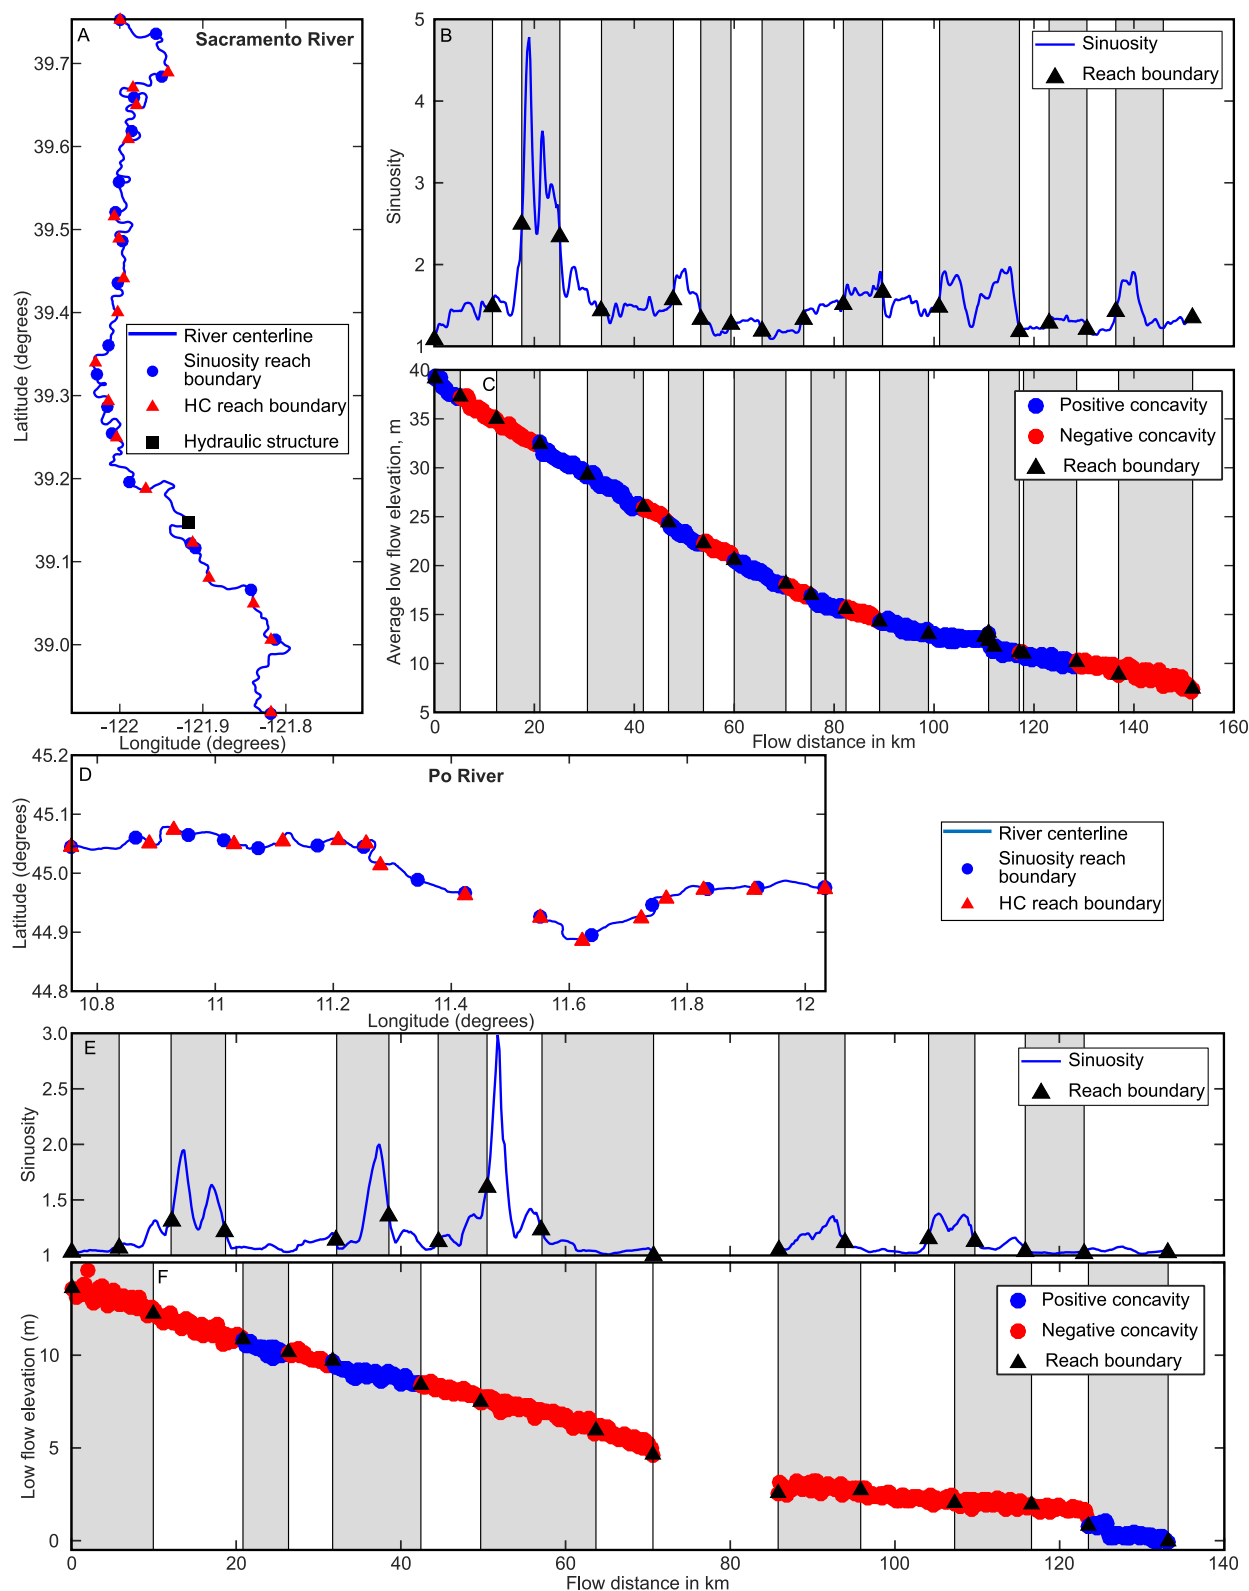 A
Sacramento River
39.7
39.6
39.5
39.4
39.3
39.2
39.1
39.0
Latitude (degrees)
-122
-121.9
-121.8
Longitude (degrees)
River centerline
Sinuosity reach
boundary
HC reach boundary
Hydraulic structure
B
5
4
3
2
1
Sinuosity
Sinuosity
Reach boundary
C
40
35
30
25
20
15
10
5
Average low flow elevation, m
Positive concavity
Negative concavity
Reach boundary
0
20
40
60
80
100
120
140
160
Flow distance in km
D
Po River
45.2
45.1
45.0
44.9
44.8
Latitude (degrees)
10.8
11
11.2
11.4
11.6
11.8
12
Longitude (degrees)
River centerline
Sinuosity reach
boundary
HC reach boundary
E
3.0
2.5
2.0
1.5
1
Sinuosity
Sinuosity
Reach boundary
F
10
5
0
Low flow elevation (m)
Positive concavity
Negative concavity
Reach boundary
0
20
40
60
80
100
120
140
Flow distance in km